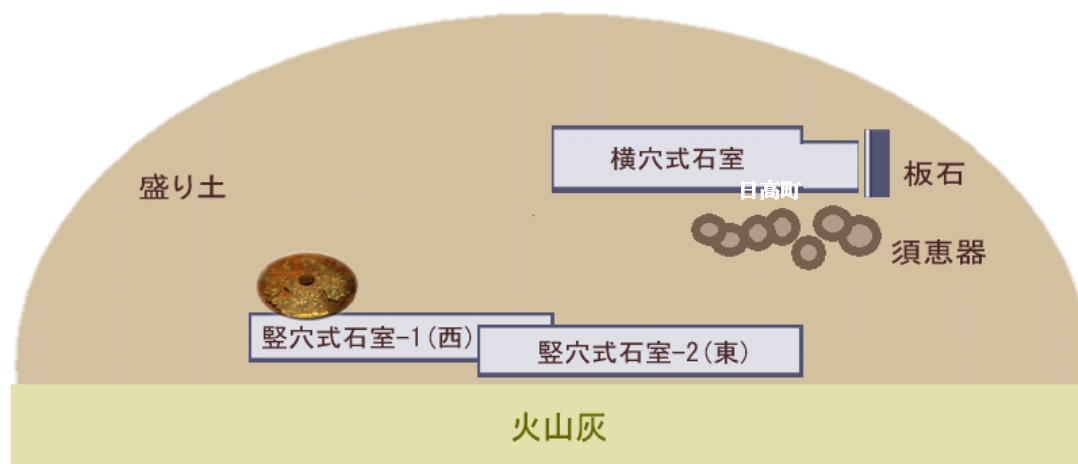 横穴式石室
板石
盛り土
日高町
須恵器
竪穴式石室-1(西)
竪穴式石室-2(東)
火山灰